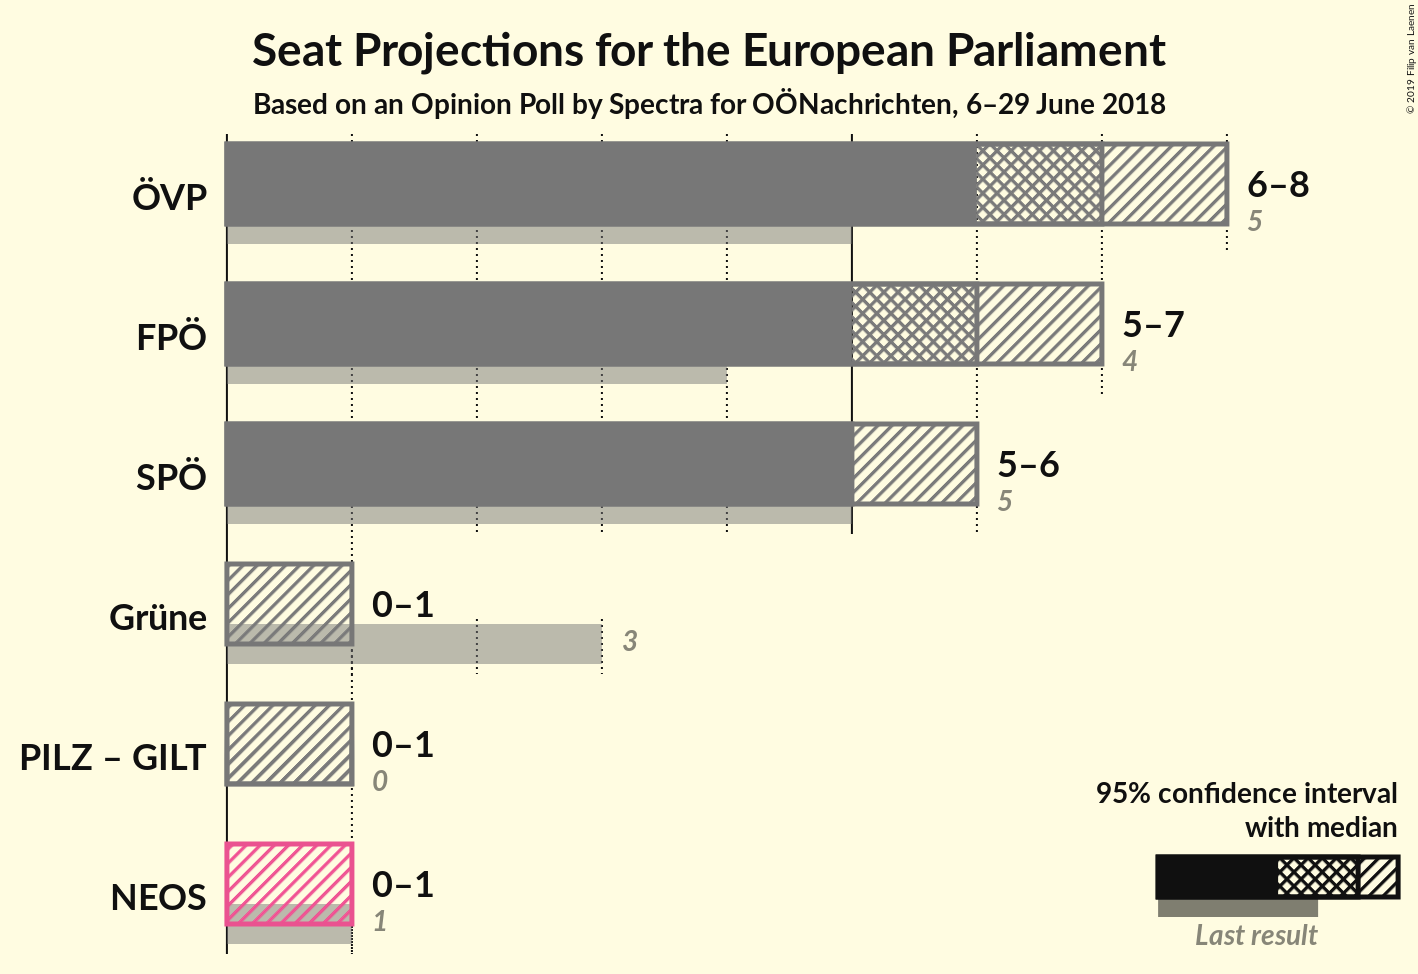 Seat Projections for the European Parliament
Based on an Opinion Poll by Spectra for OÖNachrichten, 6–29 June 2018
© 2019 Filip van Laenen
ÖVP
6–8
5
FPÖ
5–7
4
SPÖ
5–6
5
Grüne
0–1
3
PILZ – GILT
0–1
0
NEOS
0–1
1
95% confidence interval
with median
Last result